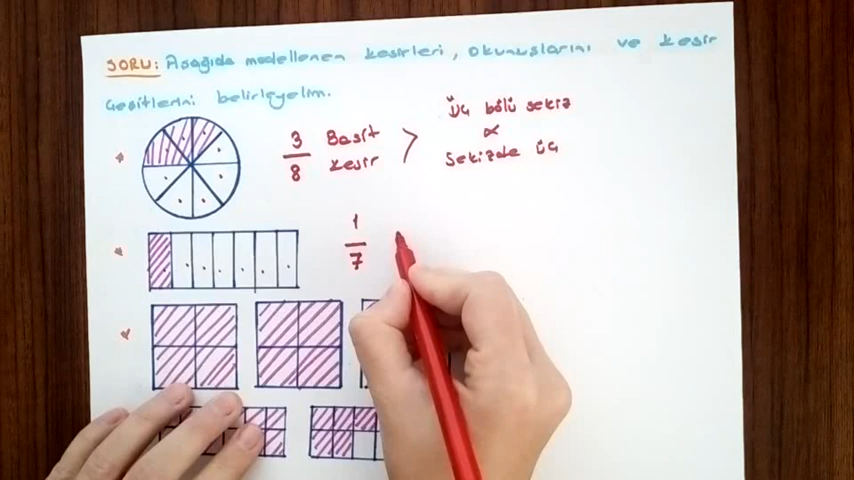 SORU: Aşağıda modellenen kesirleri, okunuşlarını ve kesir
çeşitlerini belirleyelim.
3/8 Basit kesir > üç bölü sekiz
Sekizde üç
1/7